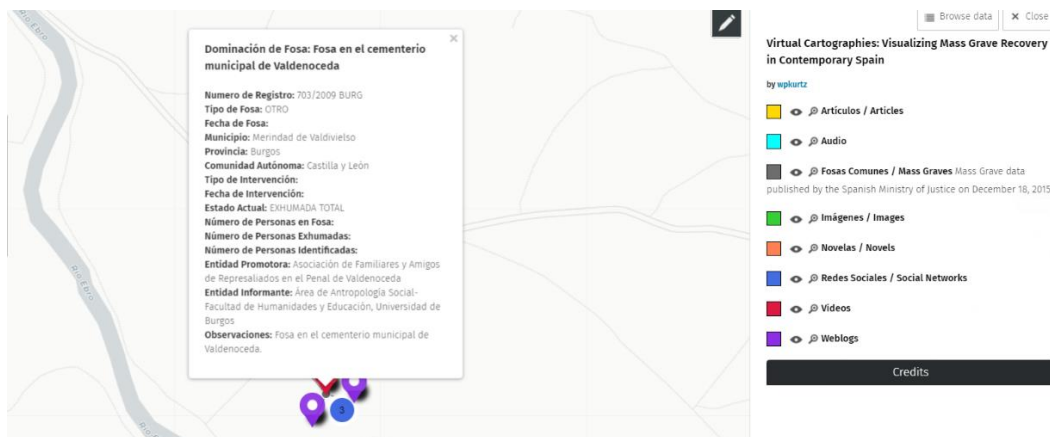 Rio Ebro
Rio Ebro
Rio Ebro
×
Dominación de Fosa: Fosa en el cementerio
municipal de Valdenoceda
Numero de Registro: 703/2009 BURG
Tipo de Fosa: OTRO
Fecha de Fosa:
Municipio: Merindad de Valdivielso
Provincia: Burgos
Comunidad Autònoma: Castilla y León
Tipo de Intervención:
Fecha de Intervención:
Estado Actual: EXHUMADA TOTAL
Número de Personas en Fosa:
Número de Personas Exhumadas:
Número de Personas Identificadas:
Entidad Promotora: Asociación de Familiares y Amigos
de Represaliados en el Penal de Valdenoceda
Entidad Informante: Área de Antropología Social-
Facultad de Humanidades y Educación, Universidad de
Burgos
Observaciones: Fosa en el cementerio municipal de
Valdenoceda.
3
Browse data
× Close
Virtual Cartographies: Visualizing Mass Grave Recovery
in Contemporary Spain
by wpkurtz
Artículos / Articles
Audio
Fosas Comunes / Mass Graves Mass Grave data
published by the Spanish Ministry of Justice on December 18, 2015
Imágenes / Images
Novelas / Novels
Redes Sociales / Social Networks
Videos
Weblogs
Credits